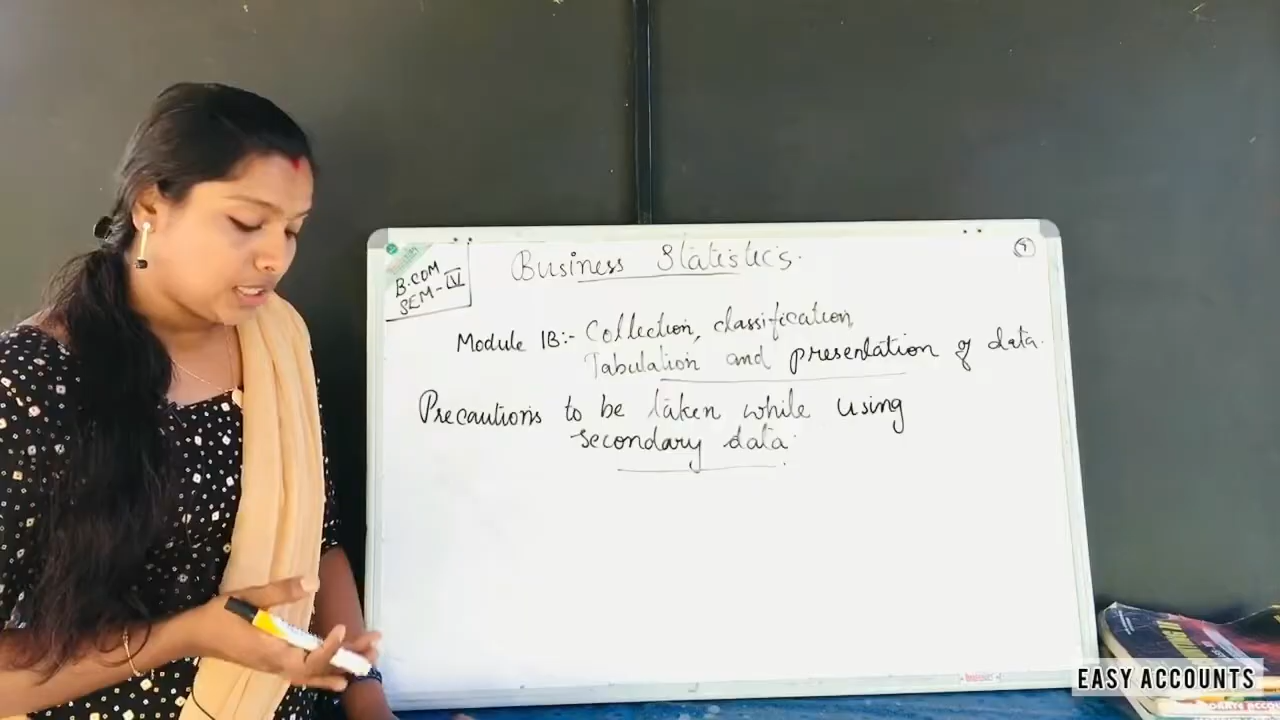 B.COM
SEM-IV
Business Statistics.
Module 1B:- Collection, classification,
Tabulation and presentation of data.
Precautions to be taken while using
secondary data.
EASY ACCOUNTS